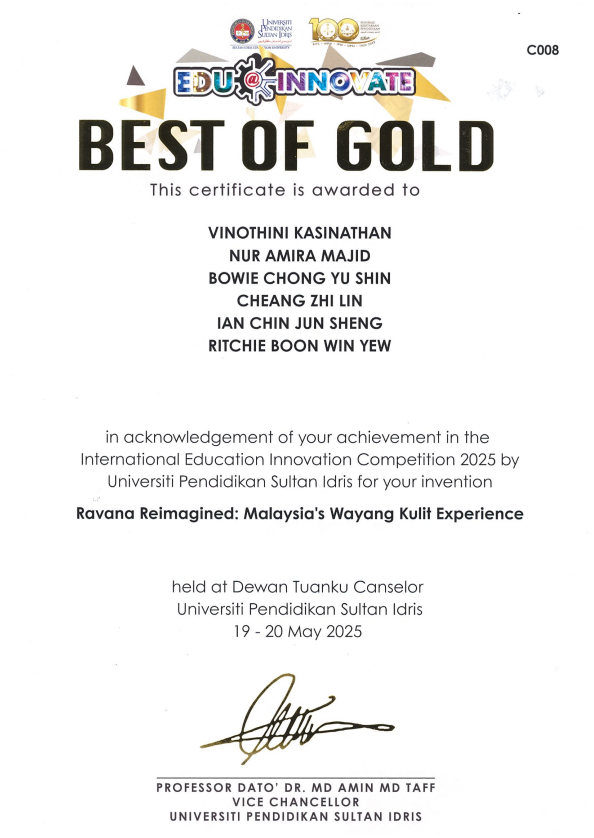 UNIVERSITI
PENDIDIKAN
SULTAN IDRIS
SULTAN IDRIS EDUCATION UNIVERSITY
100
C008
EDU@INNOVATE
BEST OF GOLD
This certificate is awarded to
VINOTHINI KASINATHAN
NUR AMIRA MAJID
BOWIE CHONG YU SHIN
CHEANG ZHI LIN
IAN CHIN JUN SHENG
RITCHIE BOON WIN YEW
in acknowledgement of your achievement in the
International Education Innovation Competition 2025 by
Universiti Pendidikan Sultan Idris for your invention
Ravana Reimagined: Malaysia's Wayang Kulit Experience
held at Dewan Tuanku Canselor
Universiti Pendidikan Sultan Idris
19 - 20 May 2025
PROFESSOR DATO' DR. MD AMIN MD TAFF
VICE CHANCELLOR
UNIVERSITI PENDIDIKAN SULTAN IDRIS